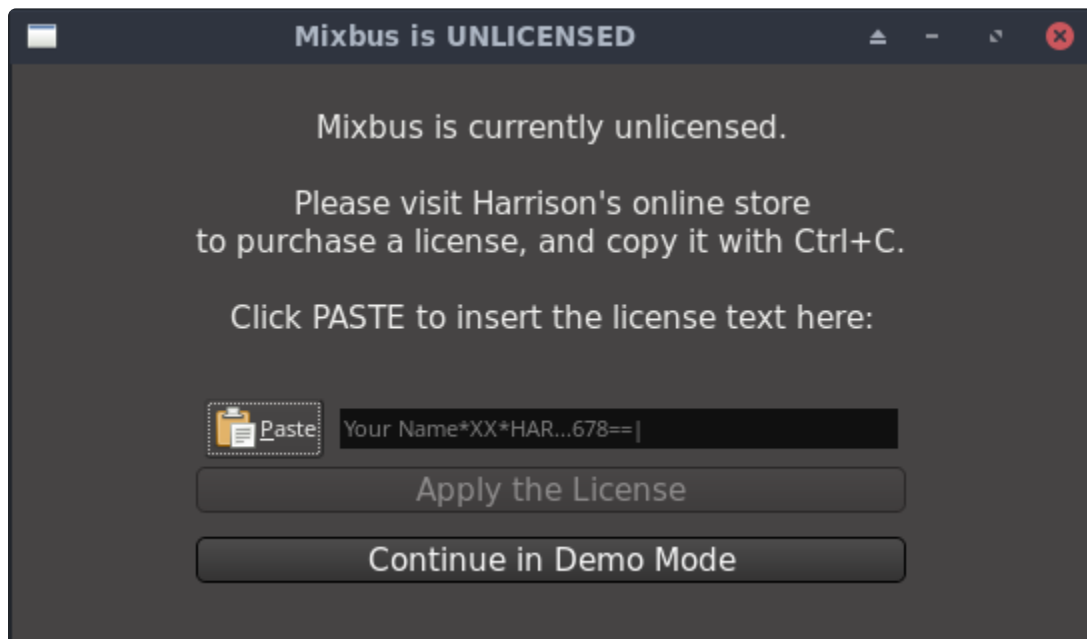 Mixbus is UNLICENSED
Mixbus is currently unlicensed.
Please visit Harrison's online store
to purchase a license, and copy it with Ctrl+C.
Click PASTE to insert the license text here:
Paste
Your Name*XX*HAR...678==|
Apply the License
Continue in Demo Mode